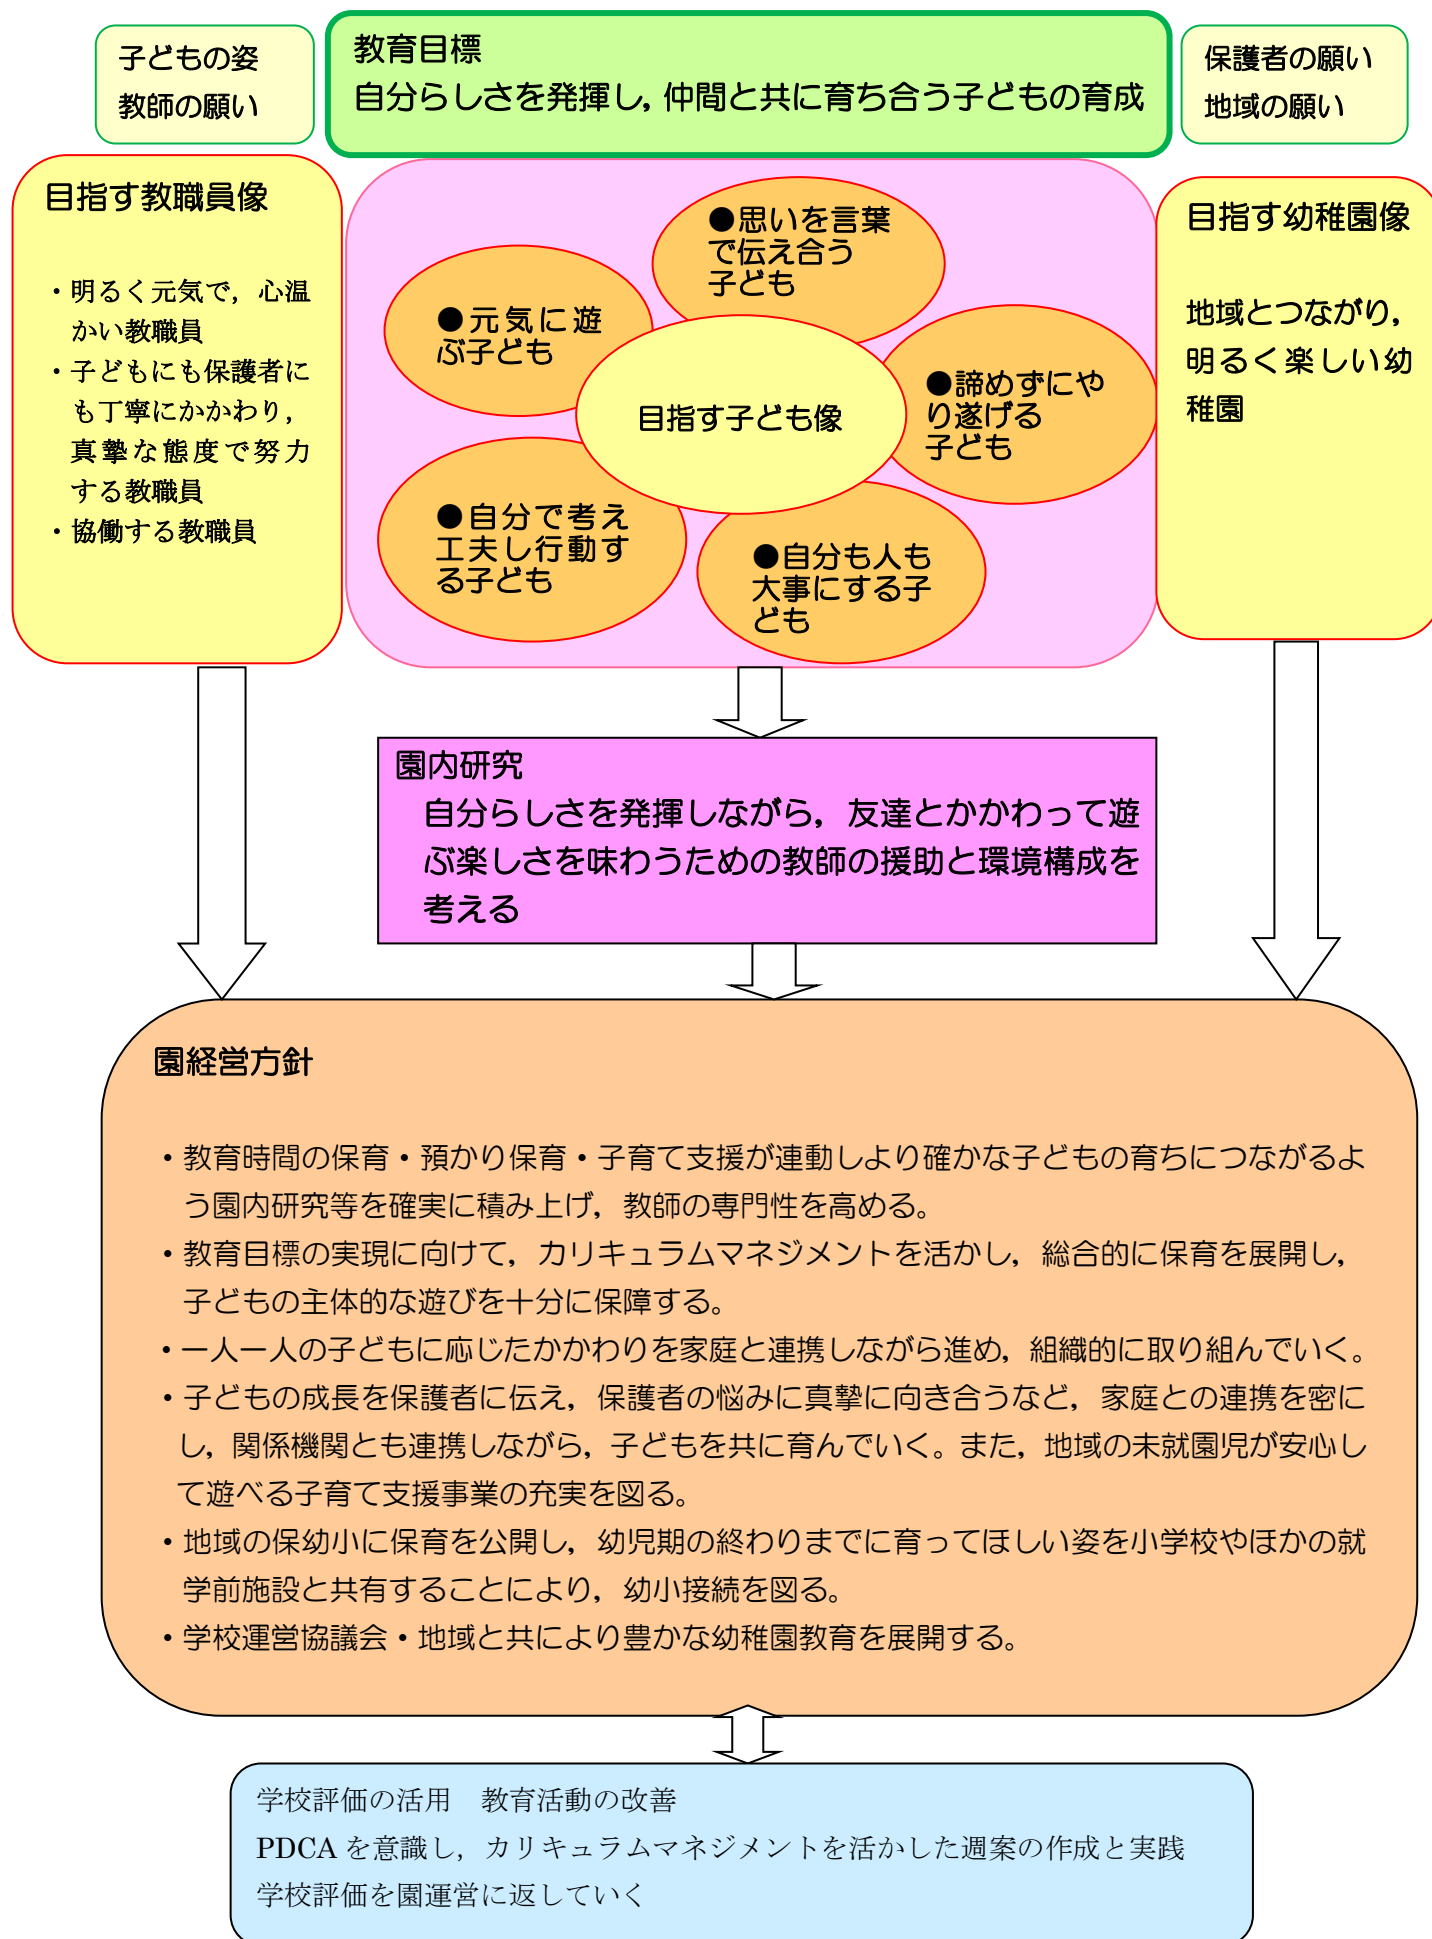 子どもの姿
教師の願い
教育目標
自分らしさを発揮し，仲間と共に育ち合う子どもの育成
保護者の願い
地域の願い
目指す教職員像
・明るく元気で，心温
かい教職員
・子どもにも保護者に
も丁寧にかかわり，
真摯な態度で努力
する教職員
・協働する教職員
●思いを言葉
で伝え合う
子ども
●元気に遊
ぶ子ども
目指す子ども像
●諦めずにや
り遂げる
子ども
●自分で考え
工夫し行動す
る子ども
●自分も人も
大事にする子
ども
目指す幼稚園像
地域とつながり，
明るく楽しい幼
稚園
園内研究
自分らしさを発揮しながら，友達とかかわって遊
ぶ楽しさを味わうための教師の援助と環境構成を
考える
園経営方針
・教育時間の保育・預かり保育・子育て支援が連動しより確かな子どもの育ちにつながるよ
う園内研究等を確実に積み上げ，教師の専門性を高める。
・教育目標の実現に向けて，カリキュラムマネジメントを活かし，総合的に保育を展開し，
子どもの主体的な遊びを十分に保障する。
・一人一人の子どもに応じたかかわりを家庭と連携しながら進め，組織的に取り組んでいく。
・子どもの成長を保護者に伝え，保護者の悩みに真摯に向き合うなど，家庭との連携を密に
し，関係機関とも連携しながら，子どもを共に育んでいく。また，地域の未就園児が安心し
て遊べる子育て支援事業の充実を図る。
・地域の保幼小に保育を公開し，幼児期の終わりまでに育ってほしい姿を小学校やほかの就
学前施設と共有することにより，幼小接続を図る。
・学校運営協議会・地域と共により豊かな幼稚園教育を展開する。
学校評価の活用　教育活動の改善
PDCA を意識し，カリキュラムマネジメントを活かした週案の作成と実践
学校評価を園運営に返していく